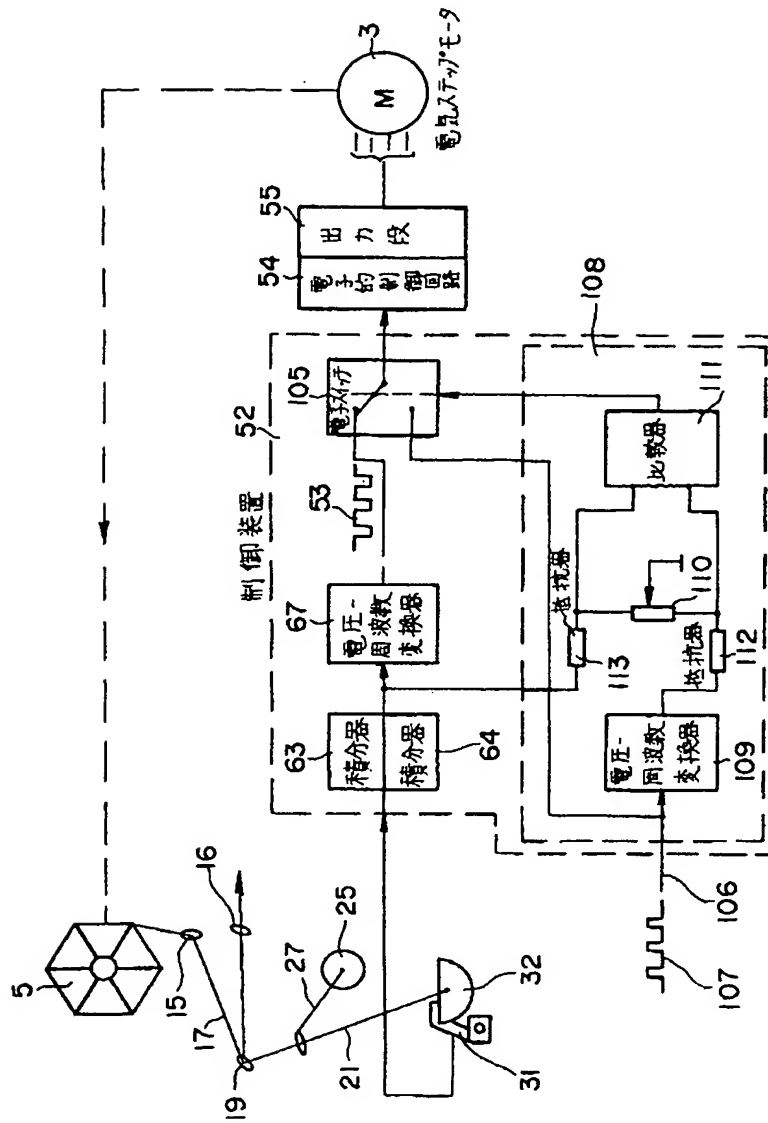 5
15
16
17
19
25
27
21
32
31
制御装置
52
63
積分器
積分器
64
67
電圧-
周波数
変換器
53
105
電子スイッチ
54
電子的制御回路
55
出力段
M
3
電気ステップモータ
106
107
108
109
電圧-
周波数
変換器
抵抗器
113
抵抗器
112
110
比較器
111